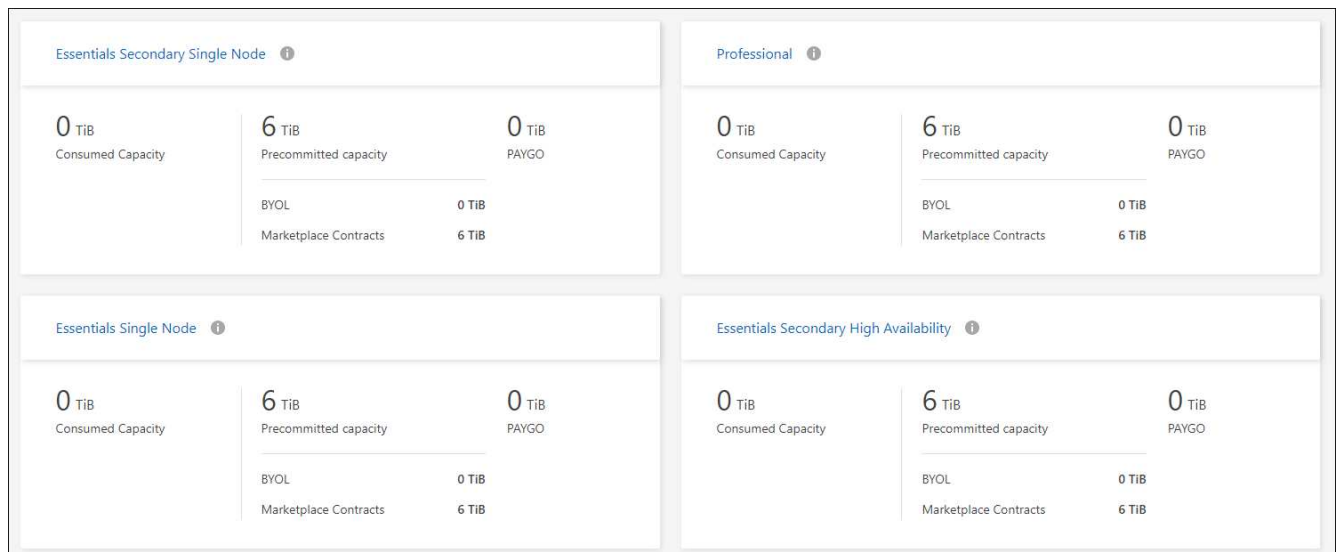 Essentials Secondary Single Node
0 TiB
Consumed Capacity
6 TiB
Precommitted capacity
0 TiB
PAYGO
BYOL 0 TiB
Marketplace Contracts 6 TiB
Professional
0 TiB
Consumed Capacity
6 TiB
Precommitted capacity
0 TiB
PAYGO
BYOL 0 TiB
Marketplace Contracts 6 TiB
Essentials Single Node
0 TiB
Consumed Capacity
6 TiB
Precommitted capacity
0 TiB
PAYGO
BYOL 0 TiB
Marketplace Contracts 6 TiB
Essentials Secondary High Availability
0 TiB
Consumed Capacity
6 TiB
Precommitted capacity
0 TiB
PAYGO
BYOL 0 TiB
Marketplace Contracts 6 TiB